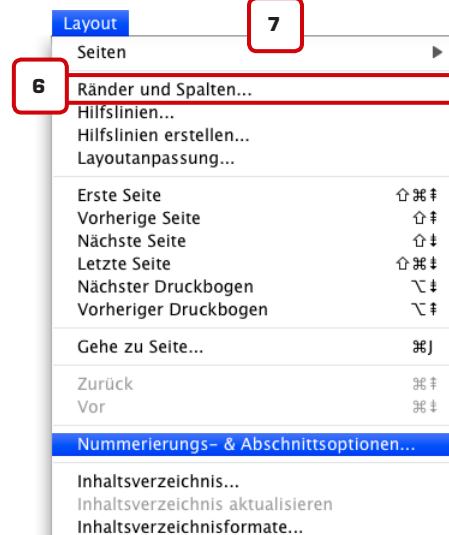 Layout
7
Seiten
6
Ränder und Spalten...
Hilfslinien...
Hilfslinien erstellen...
Layoutanpassung...
Erste Seite ⇧⌘⇞
Vorherige Seite ⇧⇞
Nächste Seite ⇧⇟
Letzte Seite ⇧⌘⇟
Nächster Druckbogen ⌥⇟
Vorheriger Druckbogen ⌥⇞
Gehe zu Seite... ⌘J
Zurück ⌘⇞
Vor ⌘⇟
Nummerierungs- & Abschnittsoptionen...
Inhaltsverzeichnis...
Inhaltsverzeichnis aktualisieren
Inhaltsverzeichnisformate...